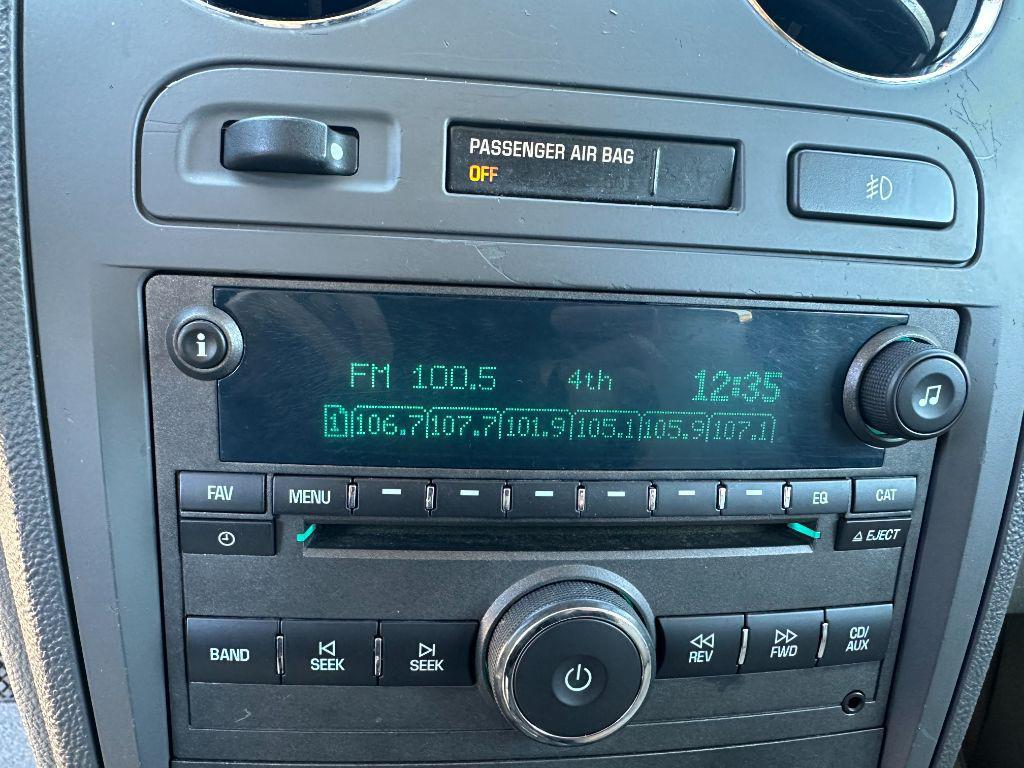 PASSENGER AIR BAG
OFF
i
FM 100.5 4th 12:35
1 106.7 107.7 101.9 105.1 105.9 107.1
FAV MENU EQ CAT
EJECT
BAND SEEK SEEK REV FWD CD/
AUX